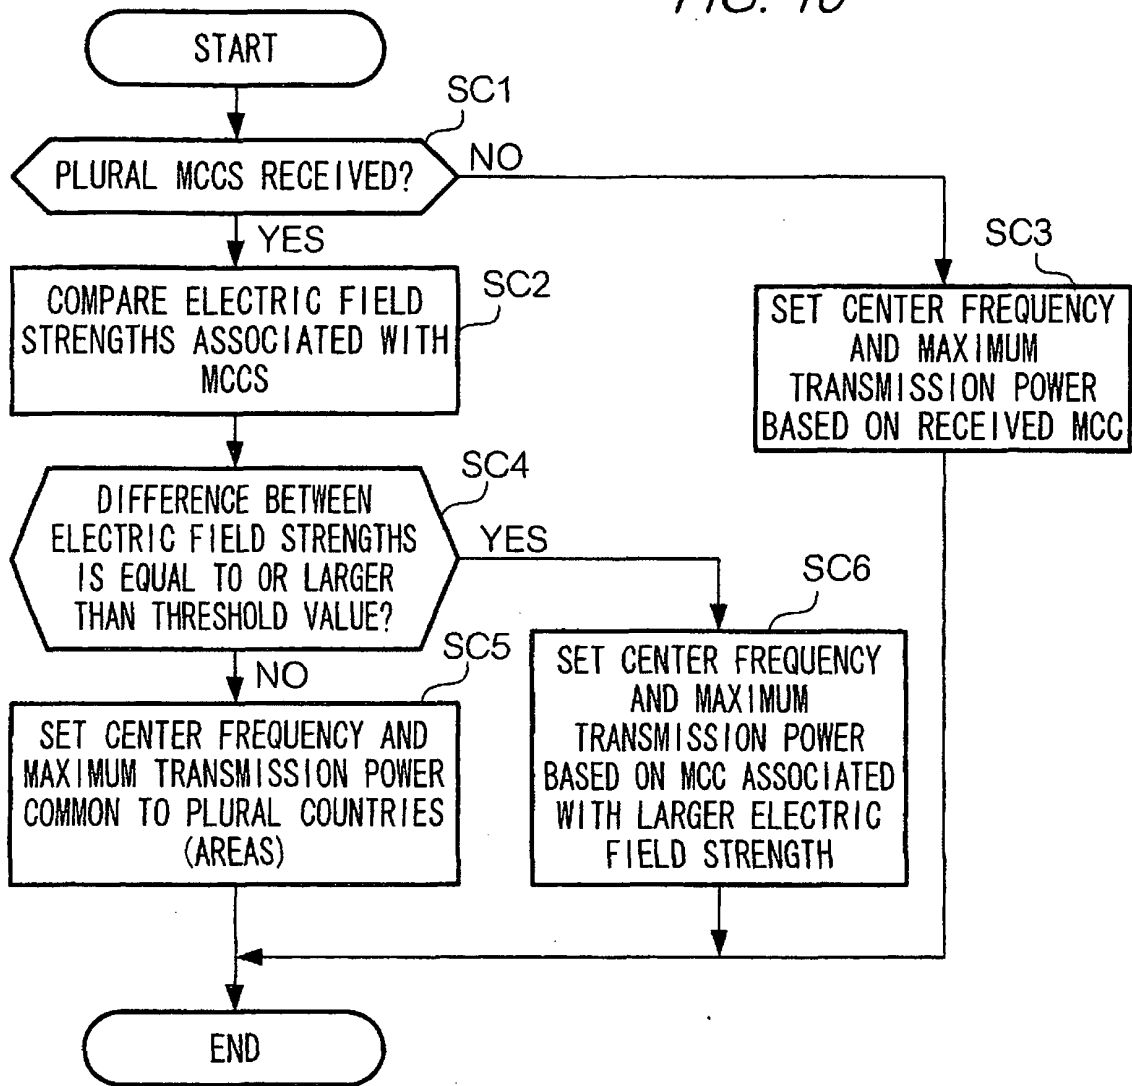 FIG. 10
START
SC1
PLURAL MCCS RECEIVED?
NO
YES
SC2
COMPARE ELECTRIC FIELD
STRENGTHS ASSOCIATED WITH
MCCS
SC3
SET CENTER FREQUENCY
AND MAXIMUM
TRANSMISSION POWER
BASED ON RECEIVED MCC
SC4
DIFFERENCE BETWEEN
ELECTRIC FIELD STRENGTHS
IS EQUAL TO OR LARGER
THAN THRESHOLD VALUE?
YES
NO
SC5
SET CENTER FREQUENCY AND
MAXIMUM TRANSMISSION POWER
COMMON TO PLURAL COUNTRIES
(AREAS)
SC6
SET CENTER FREQUENCY
AND MAXIMUM
TRANSMISSION POWER
BASED ON MCC ASSOCIATED
WITH LARGER ELECTRIC
FIELD STRENGTH
END